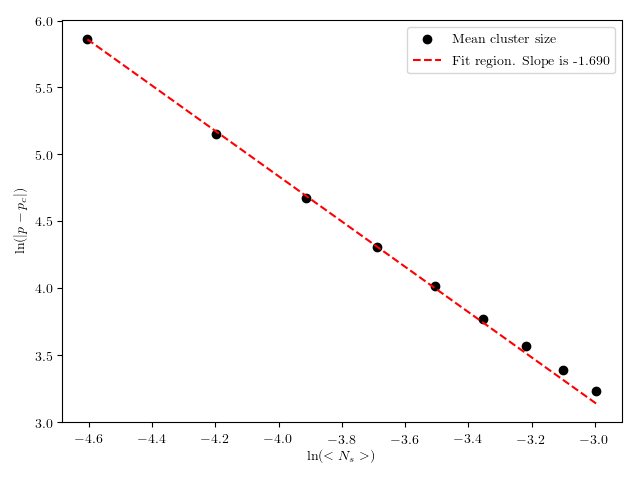 6.0
5.5
5.0
4.5
4.0
3.5
3.0
ln(|p − p_c|)
Mean cluster size
Fit region. Slope is -1.690
−4.6 −4.4 −4.2 −4.0 −3.8 −3.6 −3.4 −3.2 −3.0
ln(< N_s >)